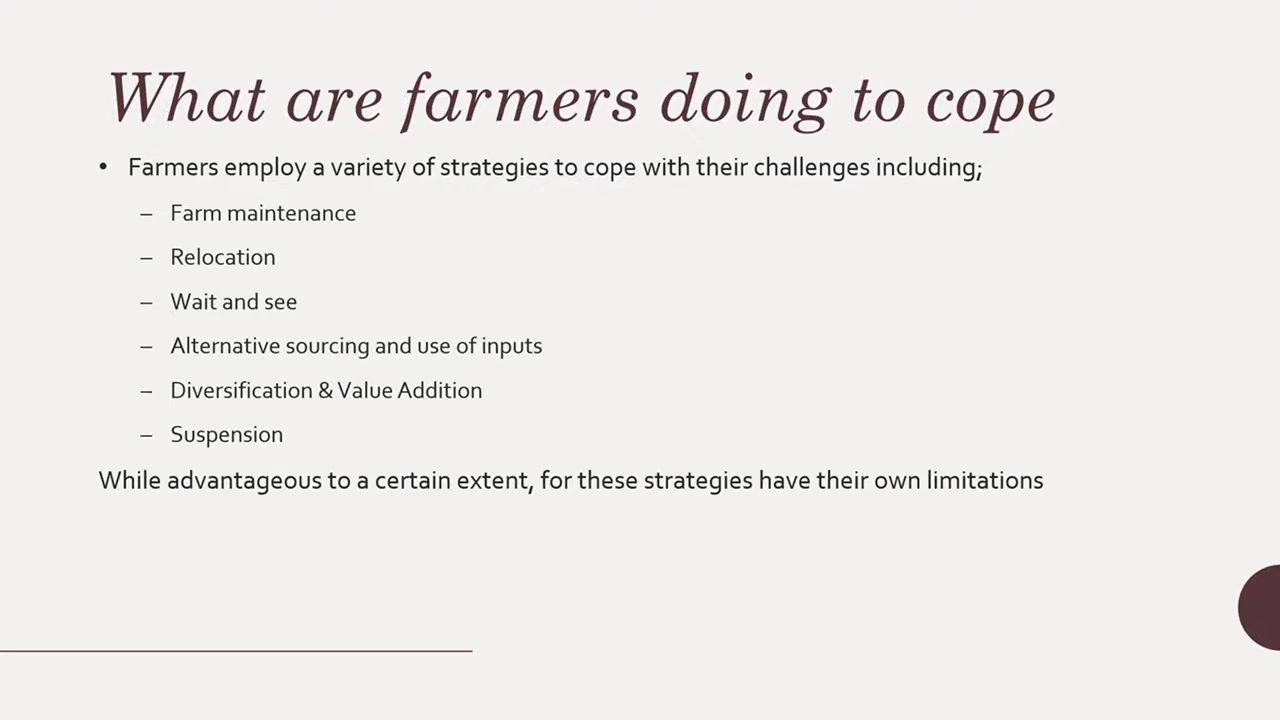 What are farmers doing to cope
• Farmers employ a variety of strategies to cope with their challenges including;
– Farm maintenance
– Relocation
– Wait and see
– Alternative sourcing and use of inputs
– Diversification & Value Addition
– Suspension
While advantageous to a certain extent, for these strategies have their own limitations